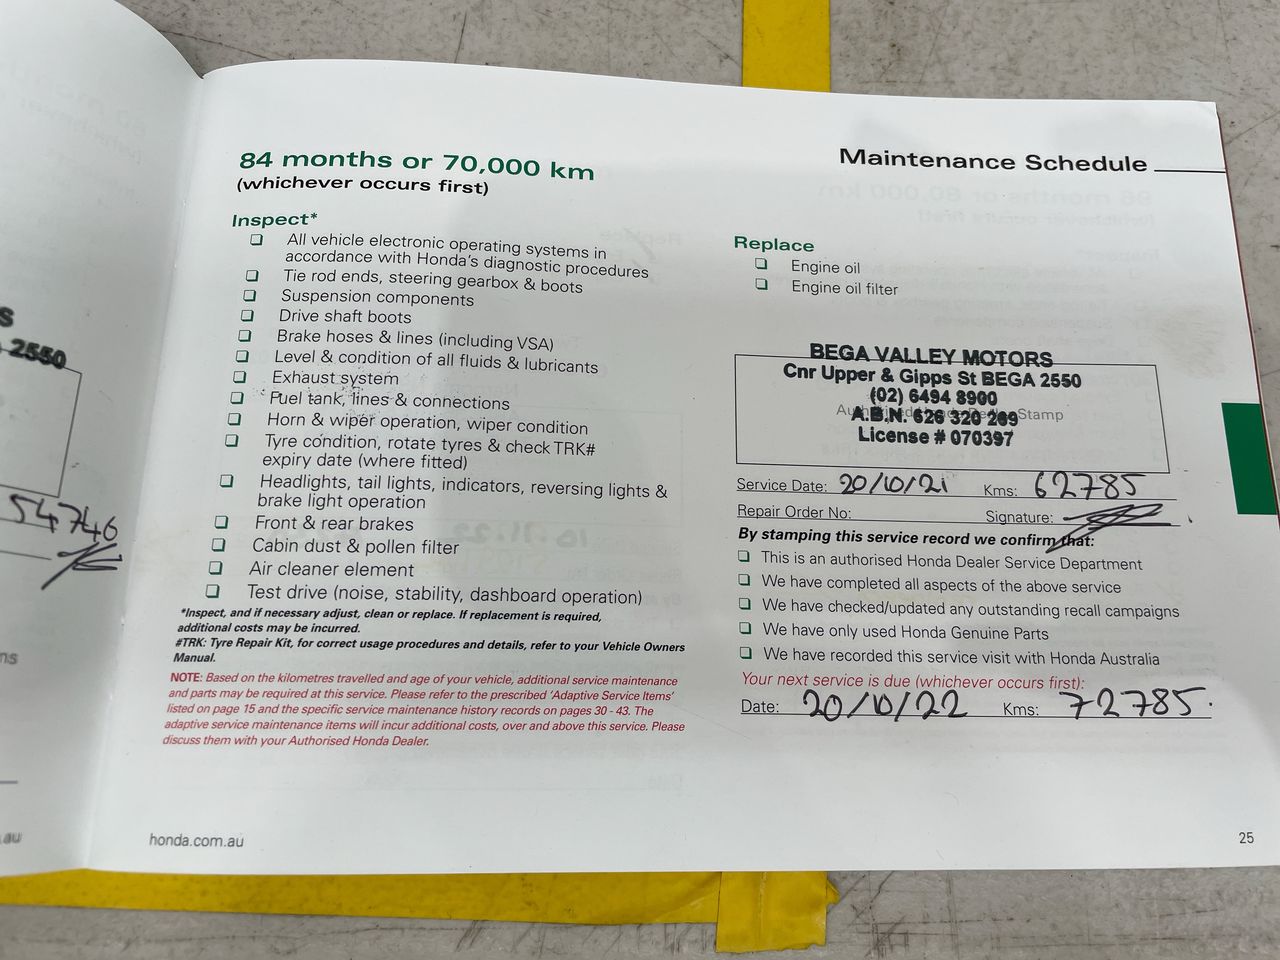 S
2550
54746
ns
.au
84 months or 70,000 km
(whichever occurs first)
Inspect*
❏ All vehicle electronic operating systems in
accordance with Honda's diagnostic procedures
❏ Tie rod ends, steering gearbox & boots
❏ Suspension components
❏ Drive shaft boots
❏ Brake hoses & lines (including VSA)
❏ Level & condition of all fluids & lubricants
❏ Exhaust system
❏ Fuel tank, lines & connections
❏ Horn & wiper operation, wiper condition
❏ Tyre condition, rotate tyres & check TRK#
expiry date (where fitted)
❏ Headlights, tail lights, indicators, reversing lights &
brake light operation
❏ Front & rear brakes
❏ Cabin dust & pollen filter
❏ Air cleaner element
❏ Test drive (noise, stability, dashboard operation)
*Inspect, and if necessary adjust, clean or replace. If replacement is required,
additional costs may be incurred.
#TRK: Tyre Repair Kit, for correct usage procedures and details, refer to your Vehicle Owners
Manual.
NOTE: Based on the kilometres travelled and age of your vehicle, additional service maintenance
and parts may be required at this service. Please refer to the prescribed 'Adaptive Service Items'
listed on page 15 and the specific service maintenance history records on pages 30 - 43. The
adaptive service maintenance items will incur additional costs, over and above this service. Please
discuss them with your Authorised Honda Dealer.
honda.com.au
Maintenance Schedule
Replace
❏ Engine oil
❏ Engine oil filter
BEGA VALLEY MOTORS
Cnr Upper & Gipps St BEGA 2550
(02) 6494 8900
A.B.N. 626 320 269
Stamp
License # 070397
Service Date: 20/10/21 Kms: 62785
Repair Order No: Signature:
By stamping this service record we confirm that:
❏ This is an authorised Honda Dealer Service Department
❏ We have completed all aspects of the above service
❏ We have checked/updated any outstanding recall campaigns
❏ We have only used Honda Genuine Parts
❏ We have recorded this service visit with Honda Australia
Your next service is due (whichever occurs first):
Date: 20/10/22 Kms: 72785.
25